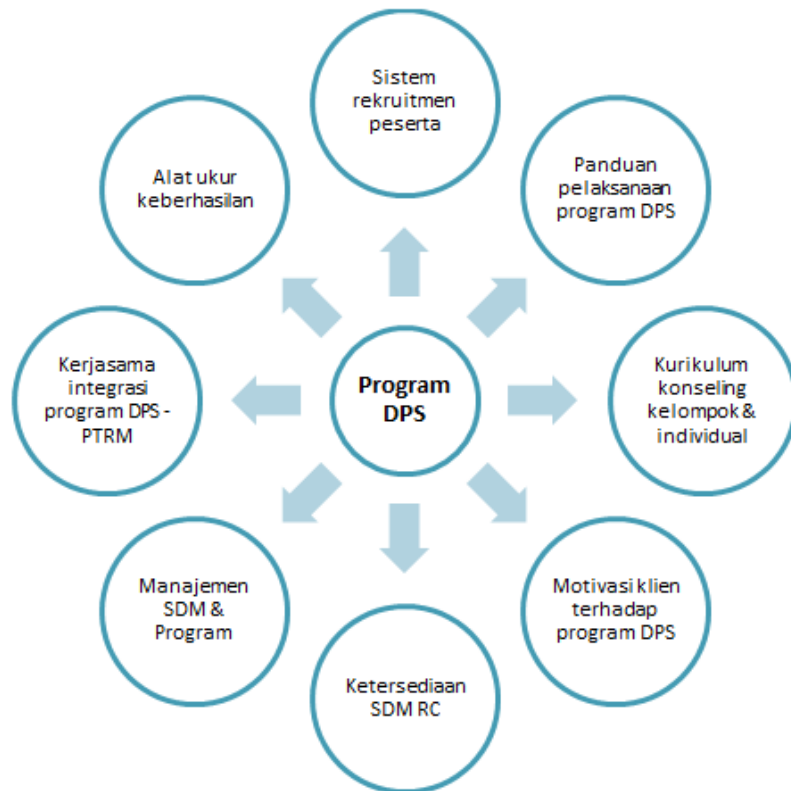 Sistem
rekruitmen
peserta
Panduan
pelaksanaan
program DPS
Kurikulum
konseling
kelompok &
individual
Motivasi klien
terhadap
program DPS
Ketersediaan
SDM RC
Manajemen
SDM &
Program
Kerjasama
integrasi
program DPS -
PTRM
Alat ukur
keberhasilan
Program
DPS